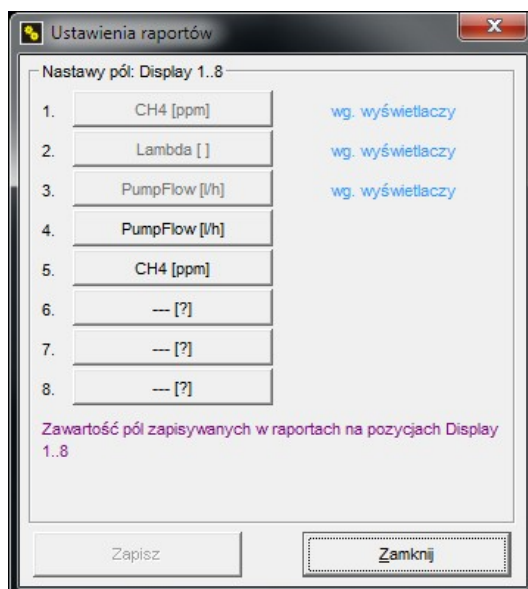 Ustawienia raportów
Nastawy pól: Display 1..8
1. CH4 [ppm] wg. wyświetlaczy
2. Lambda [ ] wg. wyświetlaczy
3. PumpFlow [l/h] wg. wyświetlaczy
4. PumpFlow [l/h]
5. CH4 [ppm]
6. --- [?]
7. --- [?]
8. --- [?]
Zawartość pól zapisywanych w raportach na pozycjach Display
1..8
Zapisz Zamknij